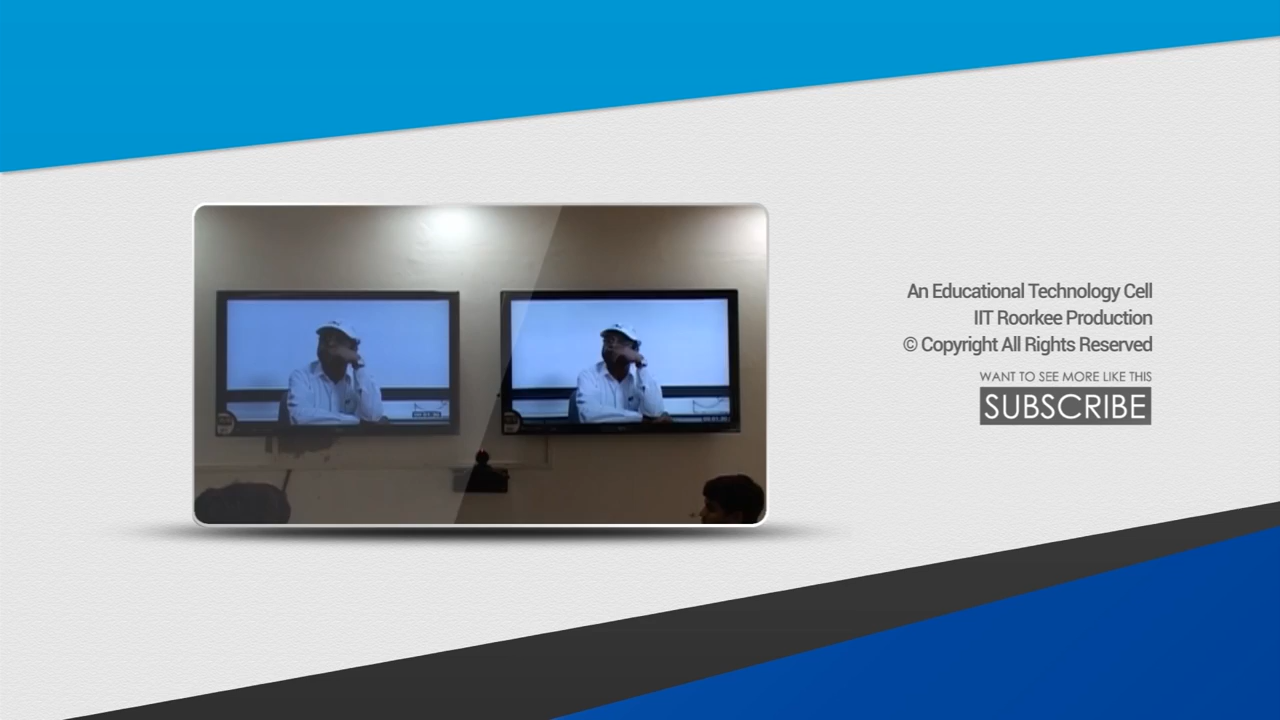 An Educational Technology Cell
IIT Roorkee Production
© Copyright All Rights Reserved
WANT TO SEE MORE LIKE THIS
SUBSCRIBE